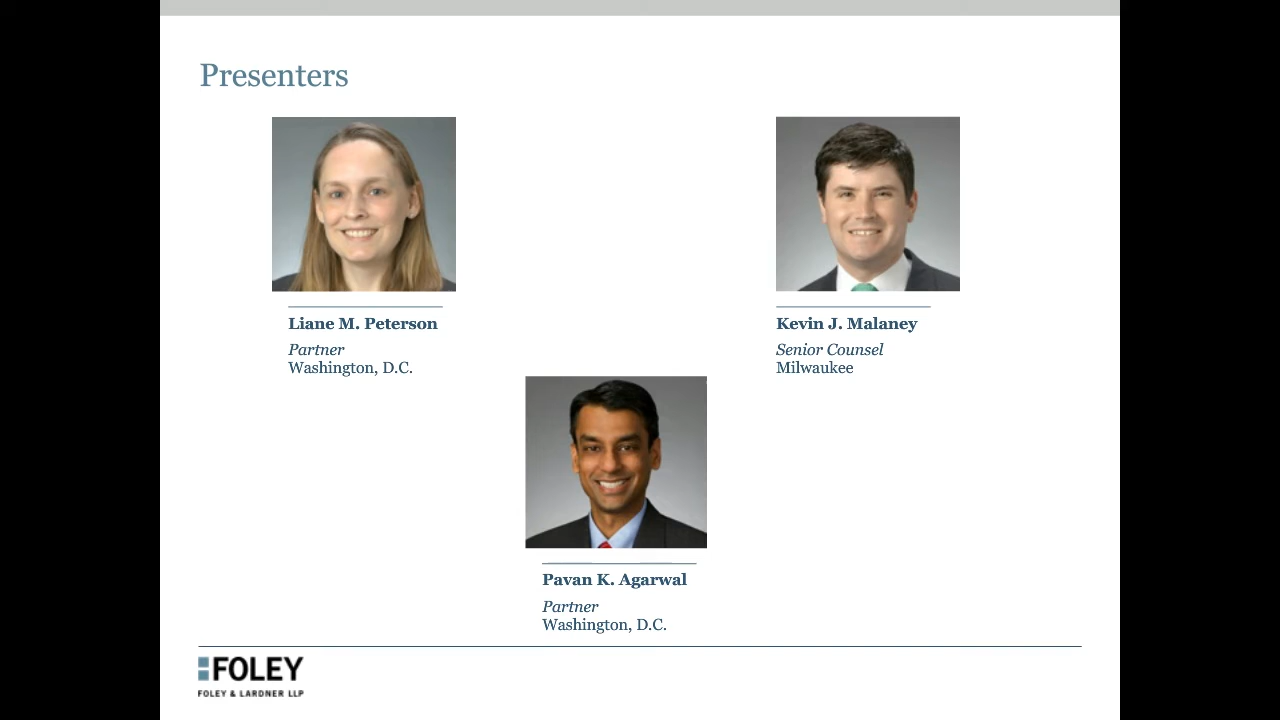 Presenters
Liane M. Peterson
Partner
Washington, D.C.
Kevin J. Malaney
Senior Counsel
Milwaukee
Pavan K. Agarwal
Partner
Washington, D.C.
FOLEY
FOLEY & LARDNER LLP